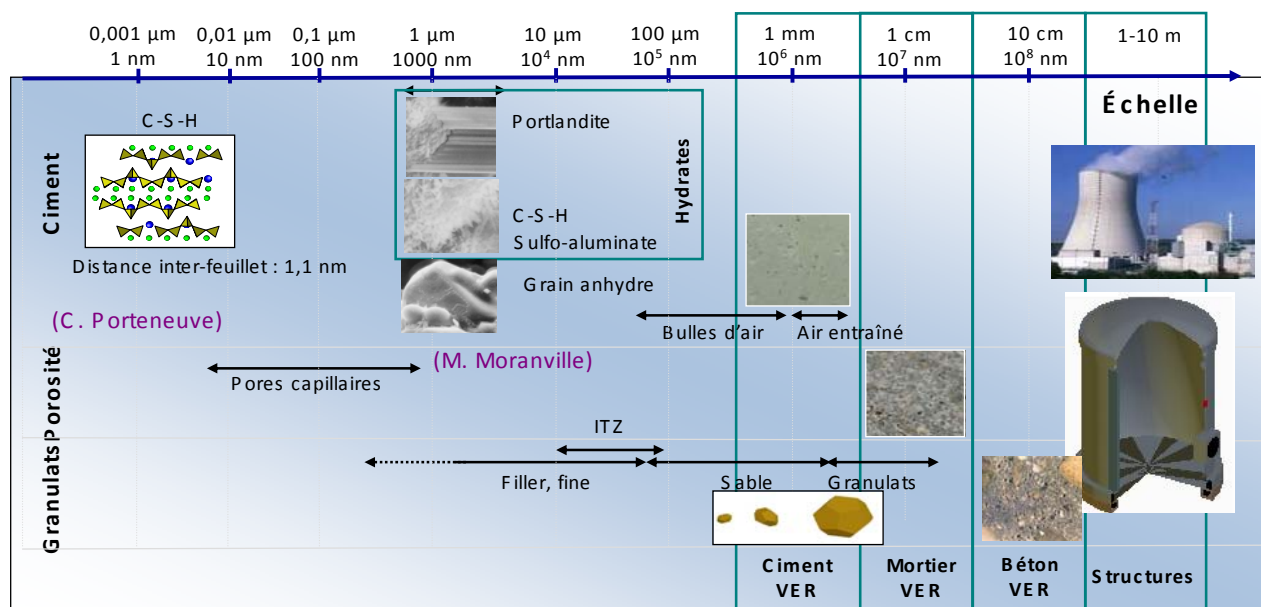 0,001 µm 0,01 µm 0,1 µm 1 µm 10 µm 100 µm 1 mm 1 cm 10 cm 1-10 m
1 nm 10 nm 100 nm 1000 nm 10⁴ nm 10⁵ nm 10⁶ nm 10⁷ nm 10⁸ nm
Échelle
Ciment
C-S-H
Distance inter-feuillet : 1,1 nm
(C. Porteneuve)
Portlandite
C-S-H
Sulfo-aluminate
Hydrates
Grain anhydre
(M. Moranville)
Porosité
Bulles d'air Air entraîné
Pores capillaires
Granulats
ITZ
Filler, fine Sable Granulats
Ciment Mortier Béton Structures
VER VER VER